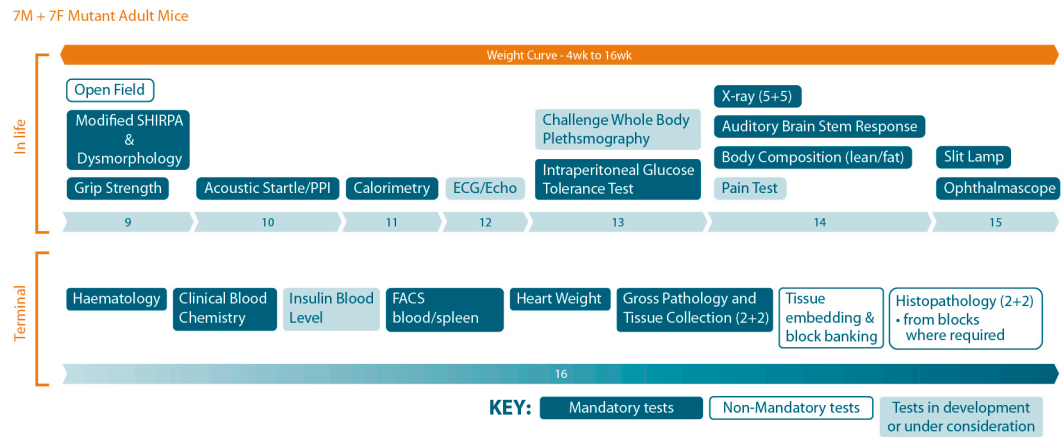 7M + 7F Mutant Adult Mice
In life
Weight Curve - 4wk to 16wk
Open Field
Modified SHIRPA
&
Dysmorphology
Grip Strength
Acoustic Startle/PPI
Calorimetry
ECG/Echo
Challenge Whole Body
Plethsmography
Intraperitoneal Glucose
Tolerance Test
X-ray (5+5)
Auditory Brain Stem Response
Body Composition (lean/fat)
Pain Test
Slit Lamp
Ophthalmascope
9
10
11
12
13
14
15
Terminal
Haematology
Clinical Blood
Chemistry
Insulin Blood
Level
FACS
blood/spleen
Heart Weight
Gross Pathology and
Tissue Collection (2+2)
Tissue
embedding &
block banking
Histopathology (2+2)
• from blocks
where required
16
KEY:
Mandatory tests
Non-Mandatory tests
Tests in development
or under consideration